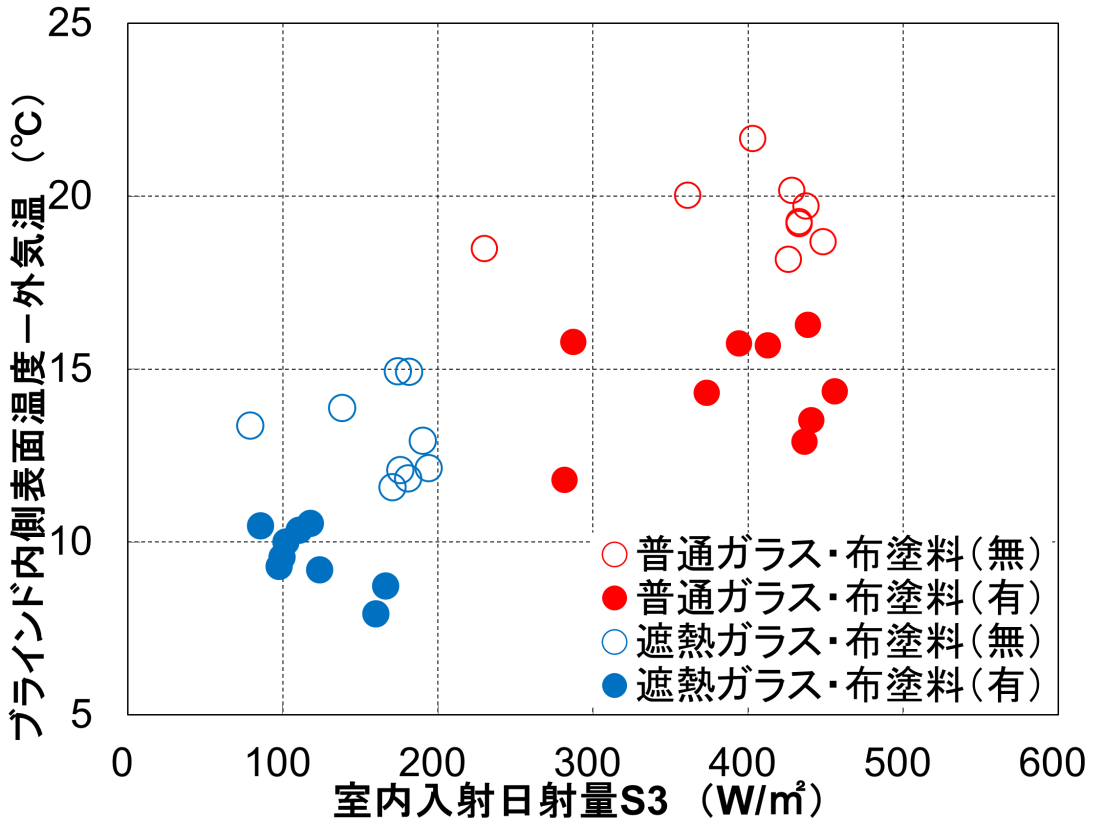 ブラインド内側表面温度－外気温 （℃）
25
20
15
10
5
普通ガラス・布塗料（無）
普通ガラス・布塗料（有）
遮熱ガラス・布塗料（無）
遮熱ガラス・布塗料（有）
0 100 200 300 400 500 600
室内入射日射量S3 （W/㎡）